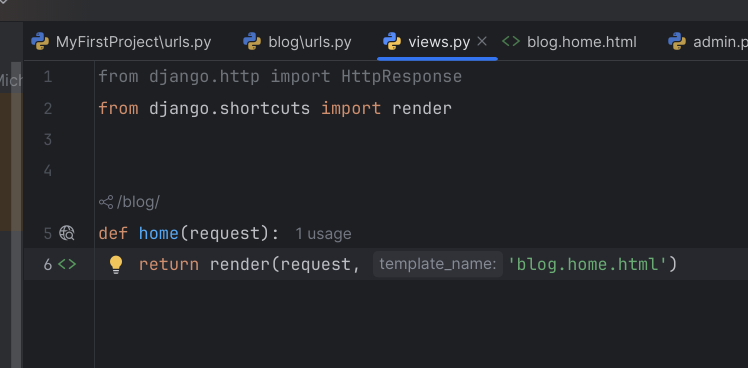 MyFirstProject\urls.py blog\urls.py views.py blog.home.html admin.p
Mich
1 from django.http import HttpResponse
2 from django.shortcuts import render
3
4
/blog/
5 def home(request): 1 usage
6 <> return render(request, template_name: 'blog.home.html')